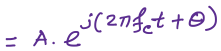 = A. e^{j(2πf_c t + θ)}